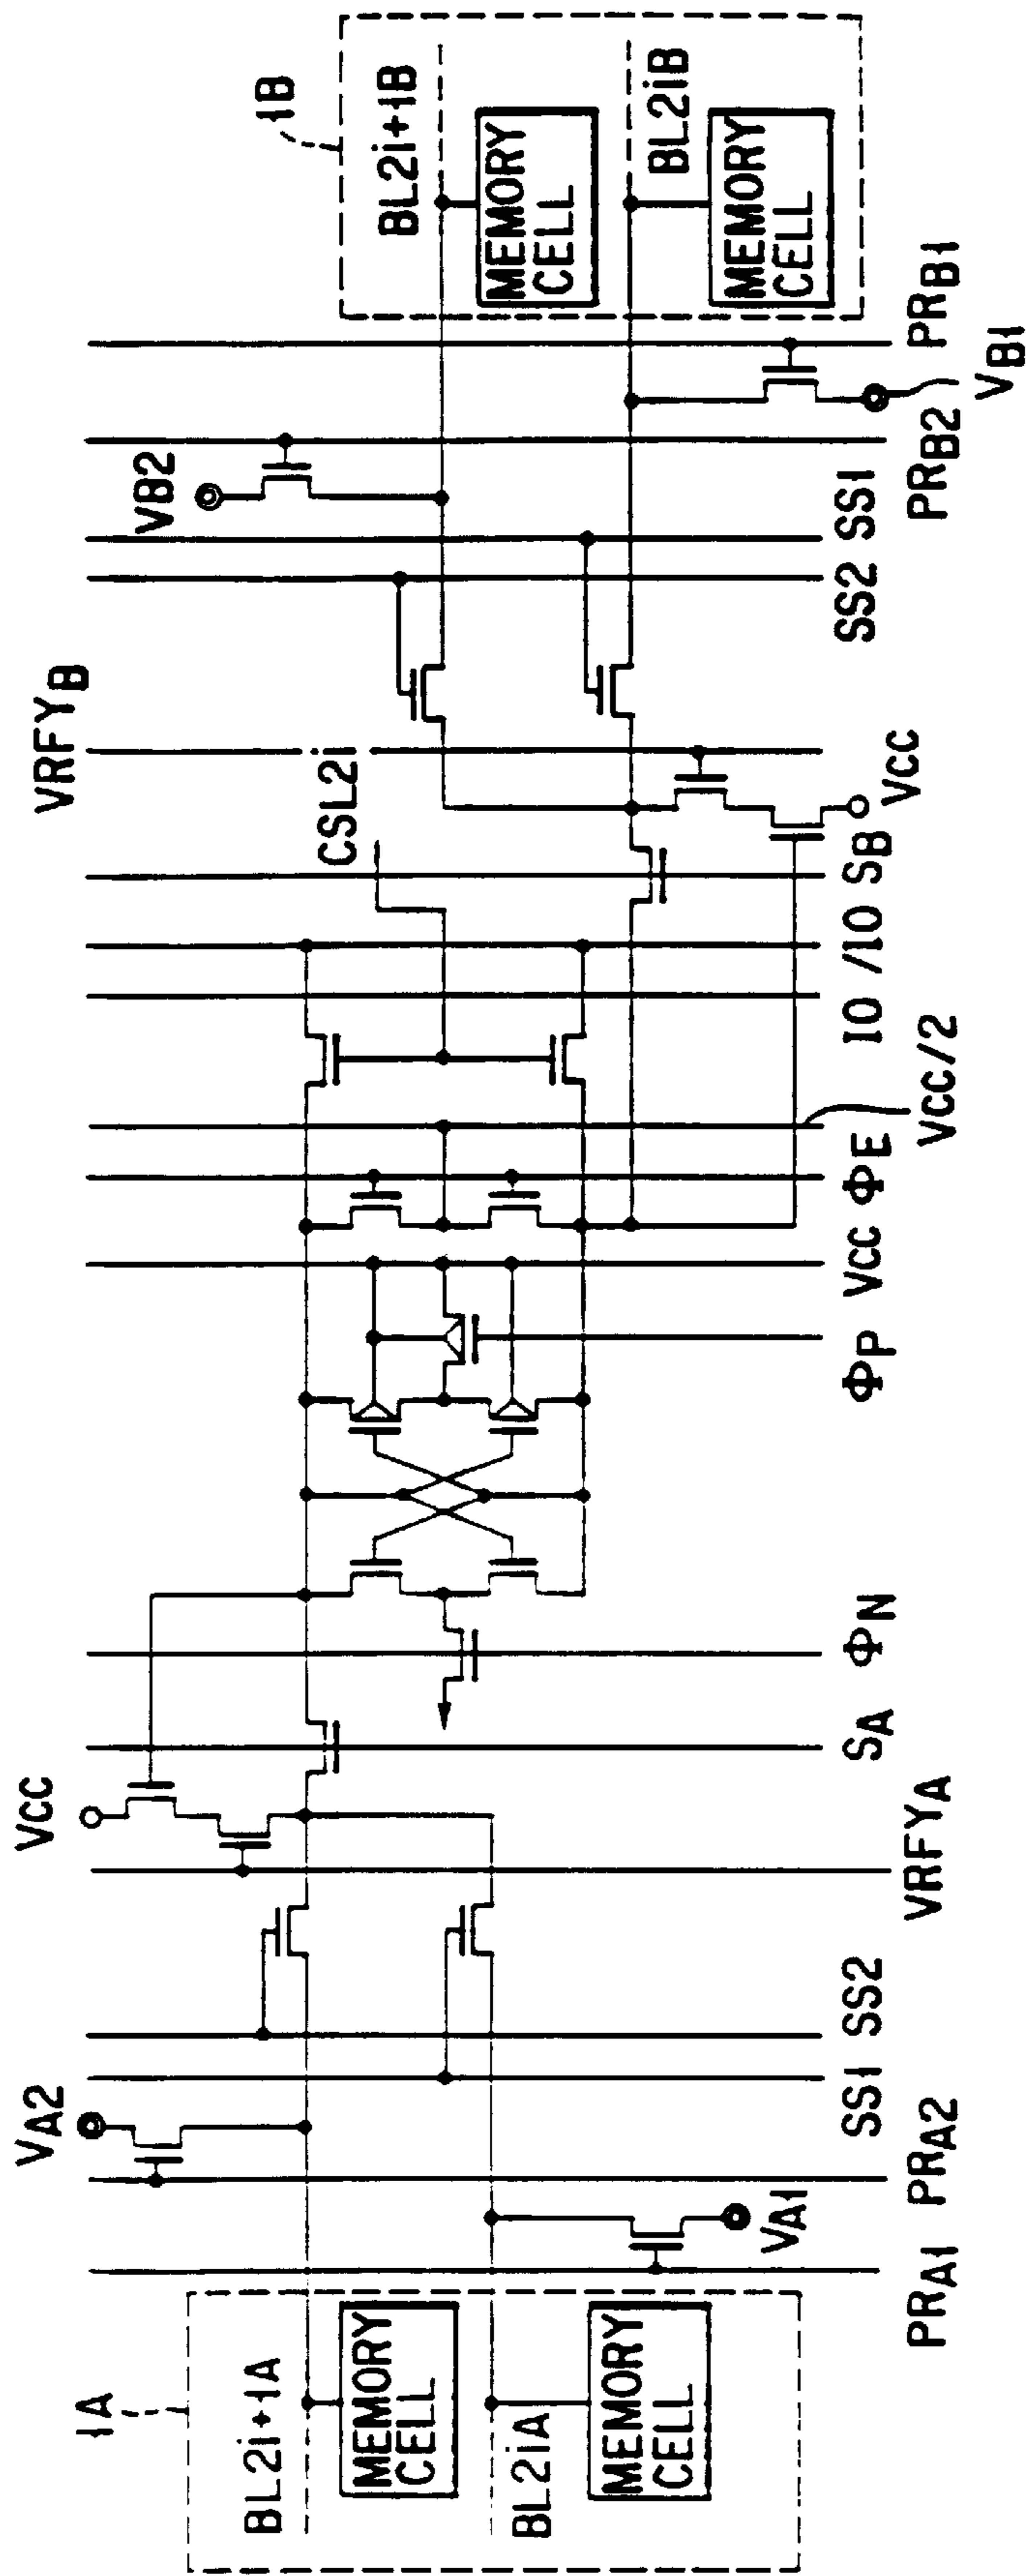 1A
BL2i+1A
MEMORY
CELL
BL2iA
MEMORY
CELL
VA2
VA1
PRA1
PRA2
SS1
SS2
VRFYA
VCC
SA
ΦN
ΦP
VCC
ΦE
VCC/2
IO
/IO
SB
CSL2i
VRFYB
VCC
SS2
SS1
VB2
PRB2
VB1
PRB1
1B
BL2i+1B
MEMORY
CELL
BL2iB
MEMORY
CELL